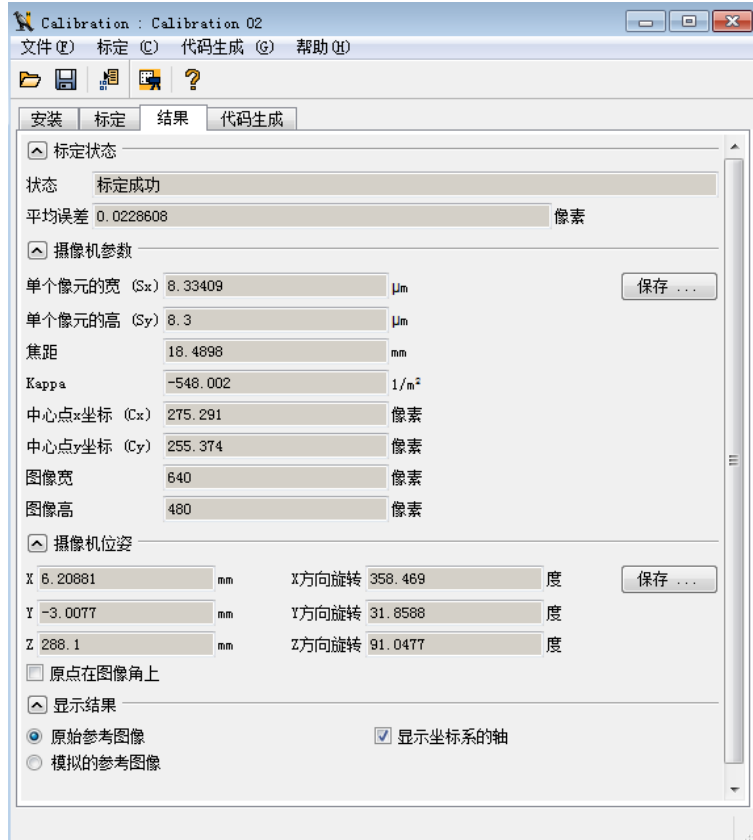 Calibration : Calibration 02
文件(F) 标定 (C) 代码生成 (G) 帮助(H)
安装 标定 结果 代码生成
标定状态
状态 标定成功
平均误差 0.0228608 像素
摄像机参数
单个像元的宽 (Sx) 8.33409 μm 保存 ...
单个像元的高 (Sy) 8.3 μm
焦距 18.4898 mm
Kappa -548.002 1/m²
中心点x坐标 (Cx) 275.291 像素
中心点y坐标 (Cy) 255.374 像素
图像宽 640 像素
图像高 480 像素
摄像机位姿
X 6.20881 mm X方向旋转 358.469 度 保存 ...
Y -3.0077 mm Y方向旋转 31.8588 度
Z 288.1 mm Z方向旋转 91.0477 度
原点在图像角上
显示结果
原始参考图像 显示坐标系的轴
模拟的参考图像